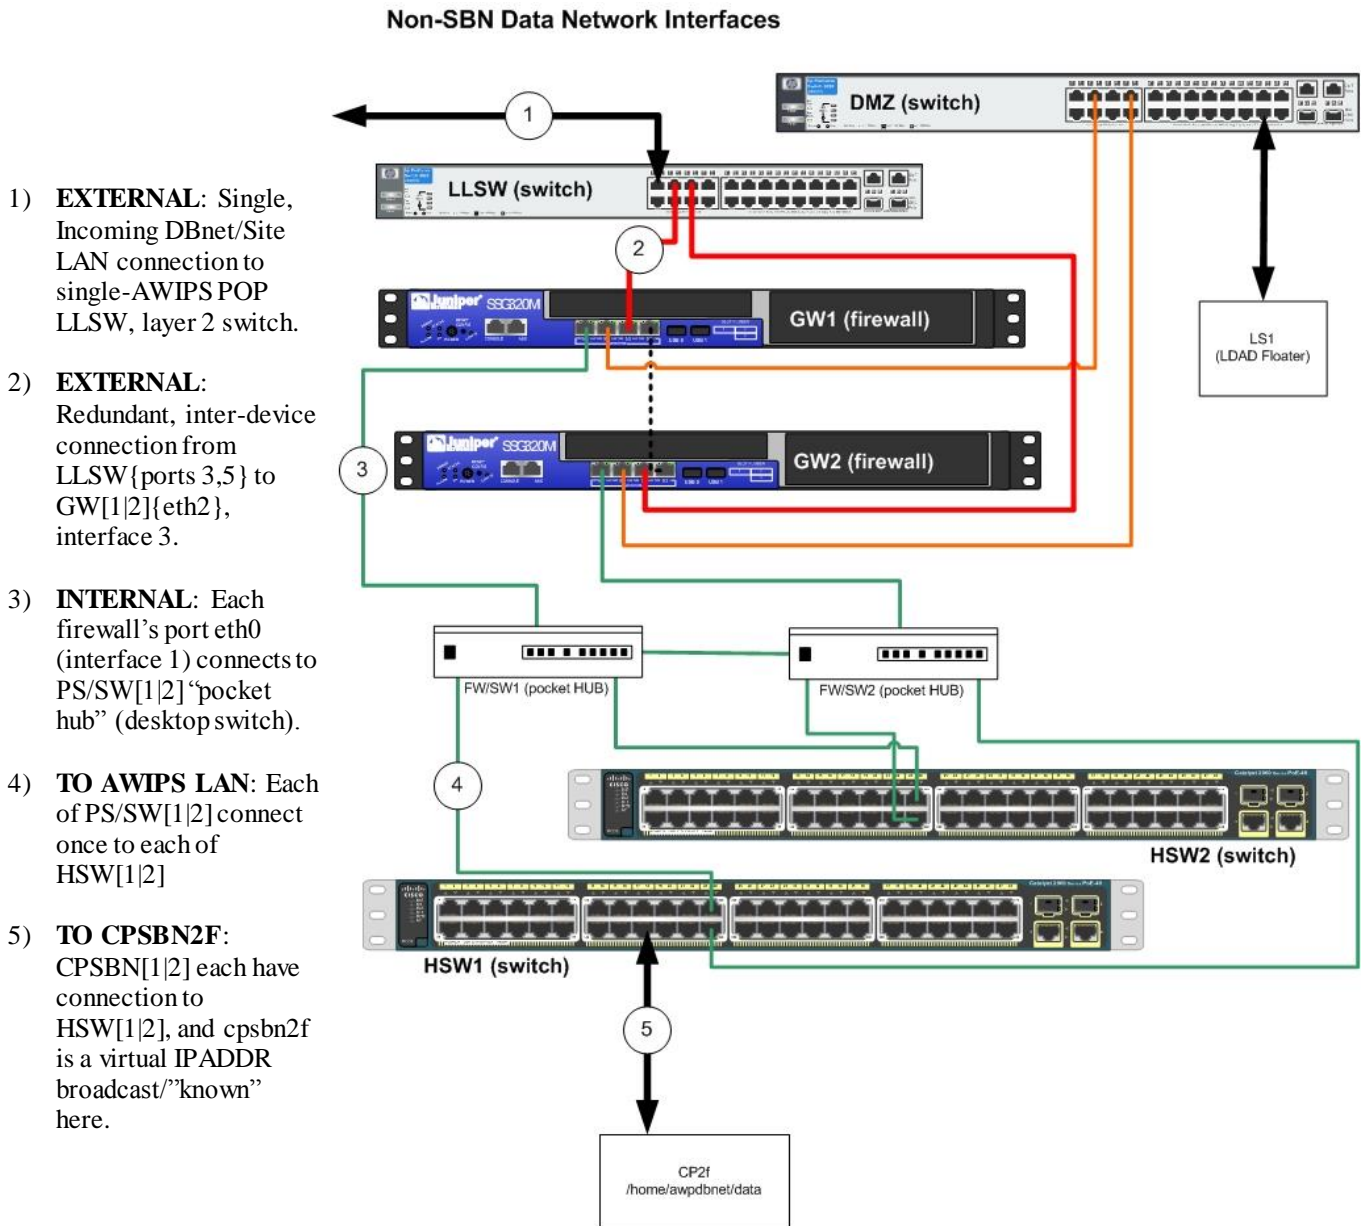 Non-SBN Data Network Interfaces
DMZ (switch)
1
LLSW (switch)
1) EXTERNAL: Single,
Incoming DBnet/Site
LAN connection to
single-AWIPS POP
LLSW, layer 2 switch.
2
Juniper SSG320M
GW1 (firewall)
LS1
(LDAD Floater)
2) EXTERNAL:
Redundant, inter-device
connection from
LLSW{ports 3,5} to
GW[1|2]{eth2},
interface 3.
3
Juniper SSG320M
GW2 (firewall)
3) INTERNAL: Each
firewall's port eth0
(interface 1) connects to
PS/SW[1|2] “pocket
hub” (desktop switch).
FW/SW1 (pocket HUB)
FW/SW2 (pocket HUB)
4) TO AWIPS LAN: Each
of PS/SW[1|2] connect
once to each of
HSW[1|2]
4
HSW2 (switch)
HSW1 (switch)
5) TO CPSBN2F:
CPSBN[1|2] each have
connection to
HSW[1|2], and cpsbn2f
is a virtual IPADDR
broadcast/”known”
here.
5
CP2f
/home/awpdbnet/data